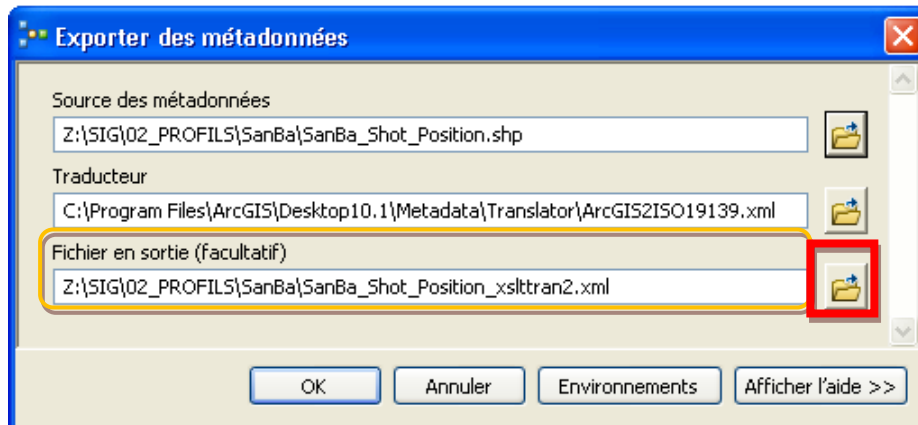 Exporter des métadonnées
Source des métadonnées
Z:\SIG\02_PROFILS\SanBa\SanBa_Shot_Position.shp
Traducteur
C:\Program Files\ArcGIS\Desktop10.1\Metadata\Translator\ArcGIS2ISO19139.xml
Fichier en sortie (facultatif)
Z:\SIG\02_PROFILS\SanBa\SanBa_Shot_Position_xslttran2.xml
OK Annuler Environnements Afficher l'aide >>